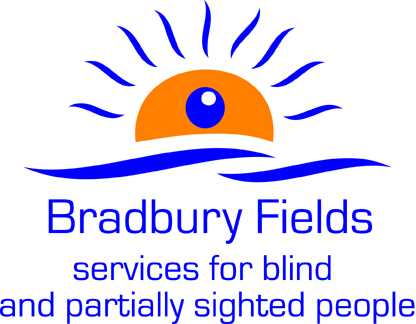 Bradbury Fields
services for blind
and partially sighted people